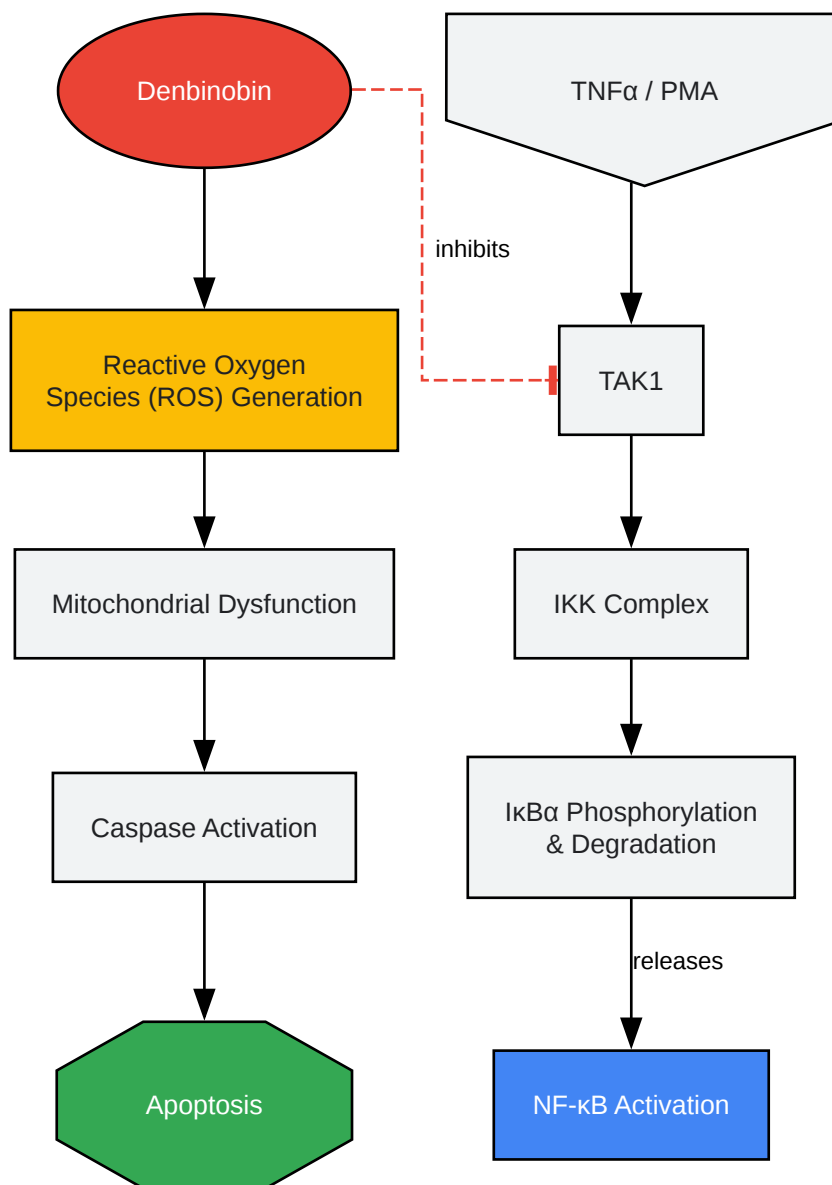 Denbinobin
TNFα / PMA
inhibits
Reactive Oxygen
Species (ROS) Generation
TAK1
Mitochondrial Dysfunction
IKK Complex
Caspase Activation
IκBα Phosphorylation
& Degradation
releases
Apoptosis
NF-κB Activation